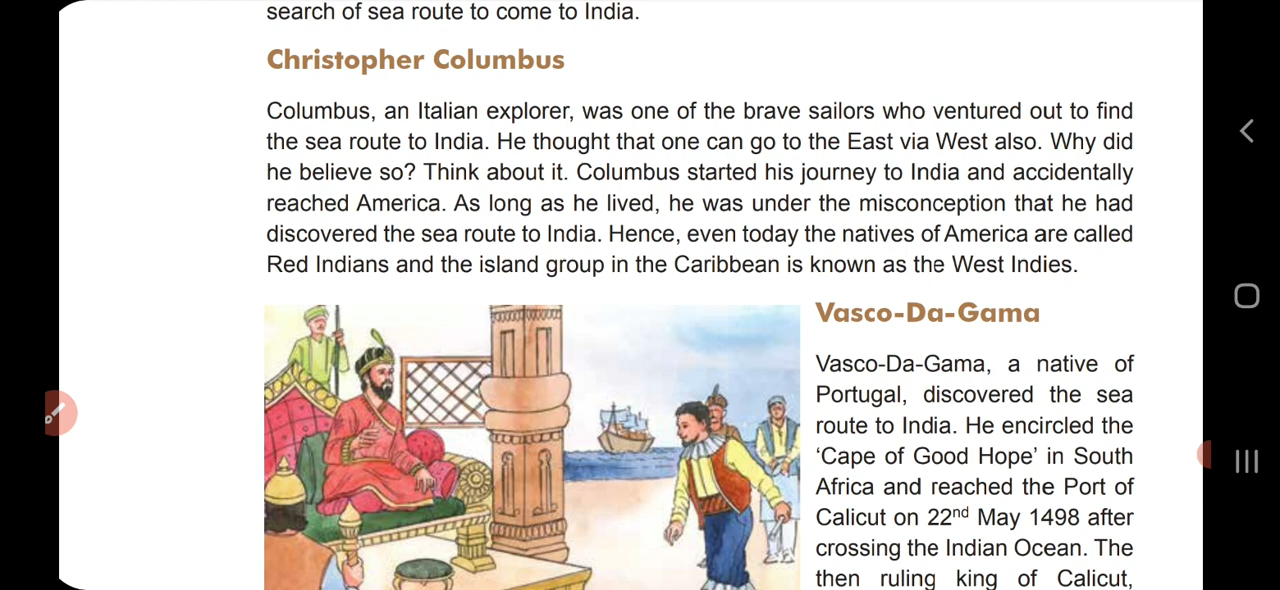 search of sea route to come to India.
Christopher Columbus
Columbus, an Italian explorer, was one of the brave sailors who ventured out to find
the sea route to India. He thought that one can go to the East via West also. Why did
he believe so? Think about it. Columbus started his journey to India and accidentally
reached America. As long as he lived, he was under the misconception that he had
discovered the sea route to India. Hence, even today the natives of America are called
Red Indians and the island group in the Caribbean is known as the West Indies.
Vasco-Da-Gama
Vasco-Da-Gama, a native of
Portugal, discovered the sea
route to India. He encircled the
‘Cape of Good Hope’ in South
Africa and reached the Port of
Calicut on 22nd May 1498 after
crossing the Indian Ocean. The
then ruling king of Calicut,